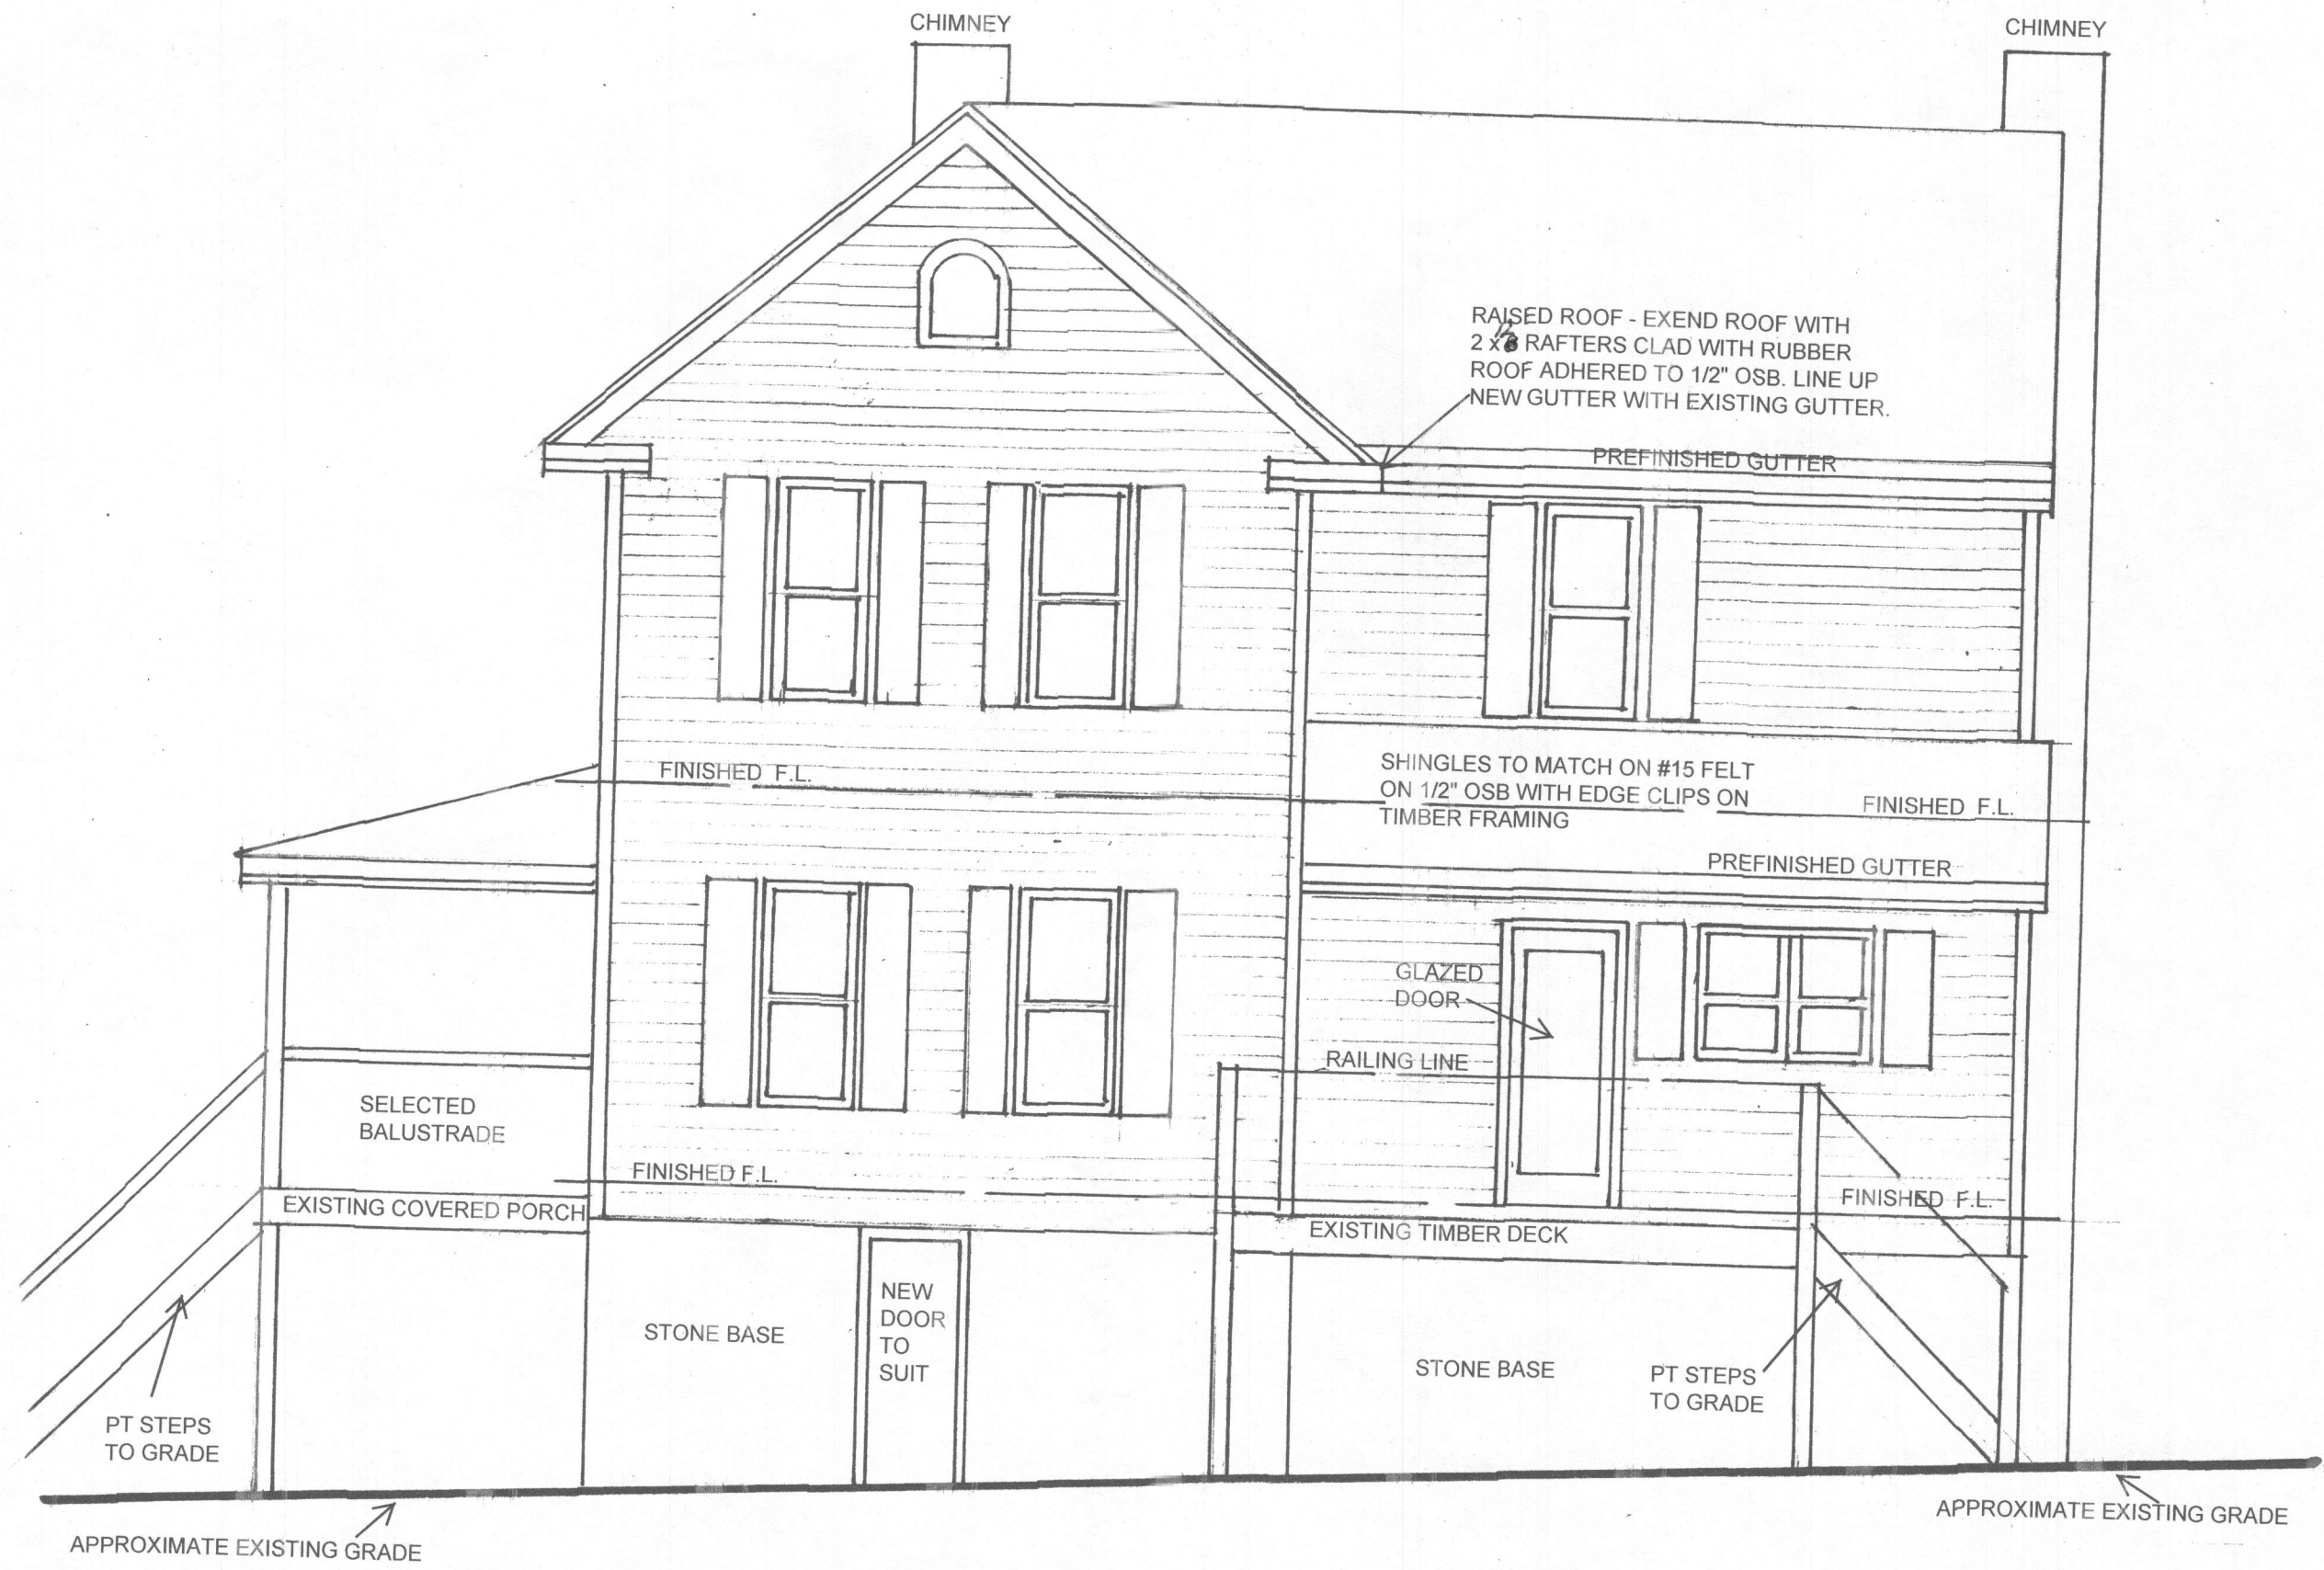 CHIMNEY
CHIMNEY
RAISED ROOF - EXEND ROOF WITH
2 x 12 RAFTERS CLAD WITH RUBBER
ROOF ADHERED TO 1/2" OSB. LINE UP
NEW GUTTER WITH EXISTING GUTTER.
PREFINISHED GUTTER
FINISHED F.L.
SHINGLES TO MATCH ON #15 FELT
ON 1/2" OSB WITH EDGE CLIPS ON
TIMBER FRAMING
FINISHED F.L.
PREFINISHED GUTTER
GLAZED
DOOR
RAILING LINE
SELECTED
BALUSTRADE
FINISHED F.L.
FINISHED F.L.
EXISTING COVERED PORCH
EXISTING TIMBER DECK
NEW
DOOR
TO
SUIT
STONE BASE
STONE BASE
PT STEPS
TO GRADE
PT STEPS
TO GRADE
APPROXIMATE EXISTING GRADE
APPROXIMATE EXISTING GRADE